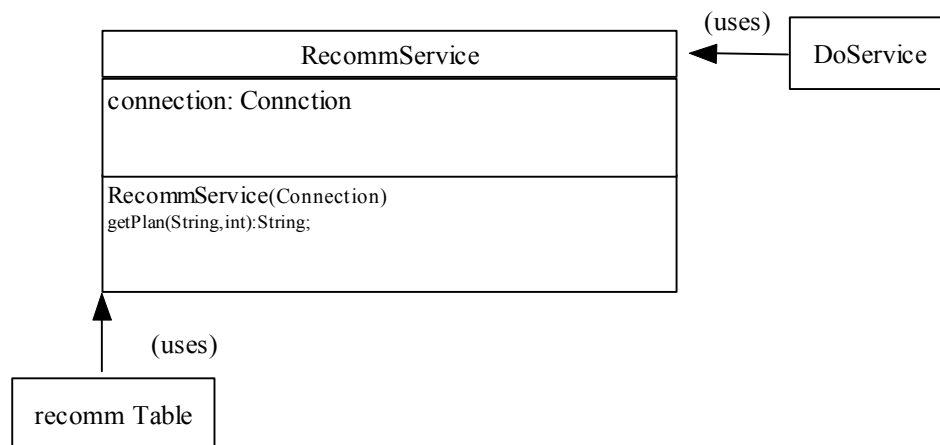 (uses)
RecommService
DoService
connection: Connction
RecommService(Connection)
getPlan(String,int):String;
(uses)
recomm Table